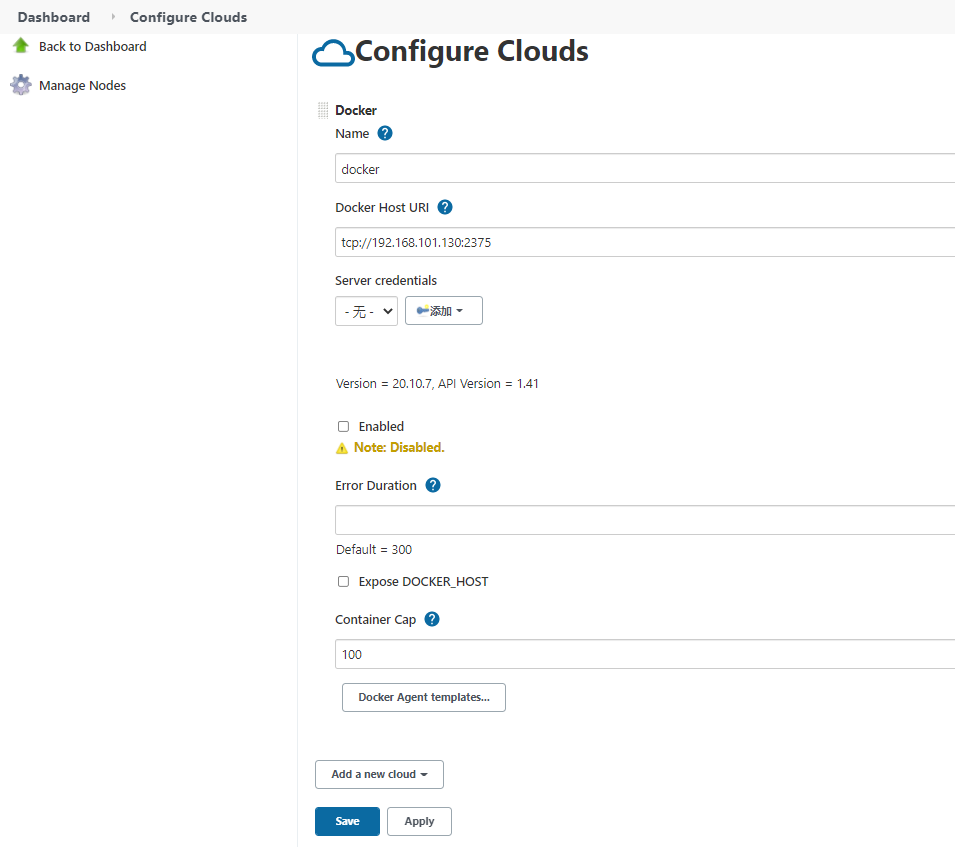 Dashboard Configure Clouds
Back to Dashboard
Manage Nodes
Configure Clouds
Docker
Name ?
docker
Docker Host URI ?
tcp://192.168.101.130:2375
Server credentials
- 无 - 添加
Version = 20.10.7, API Version = 1.41
Enabled
Note: Disabled.
Error Duration ?
Default = 300
Expose DOCKER_HOST
Container Cap ?
100
Docker Agent templates...
Add a new cloud
Save Apply